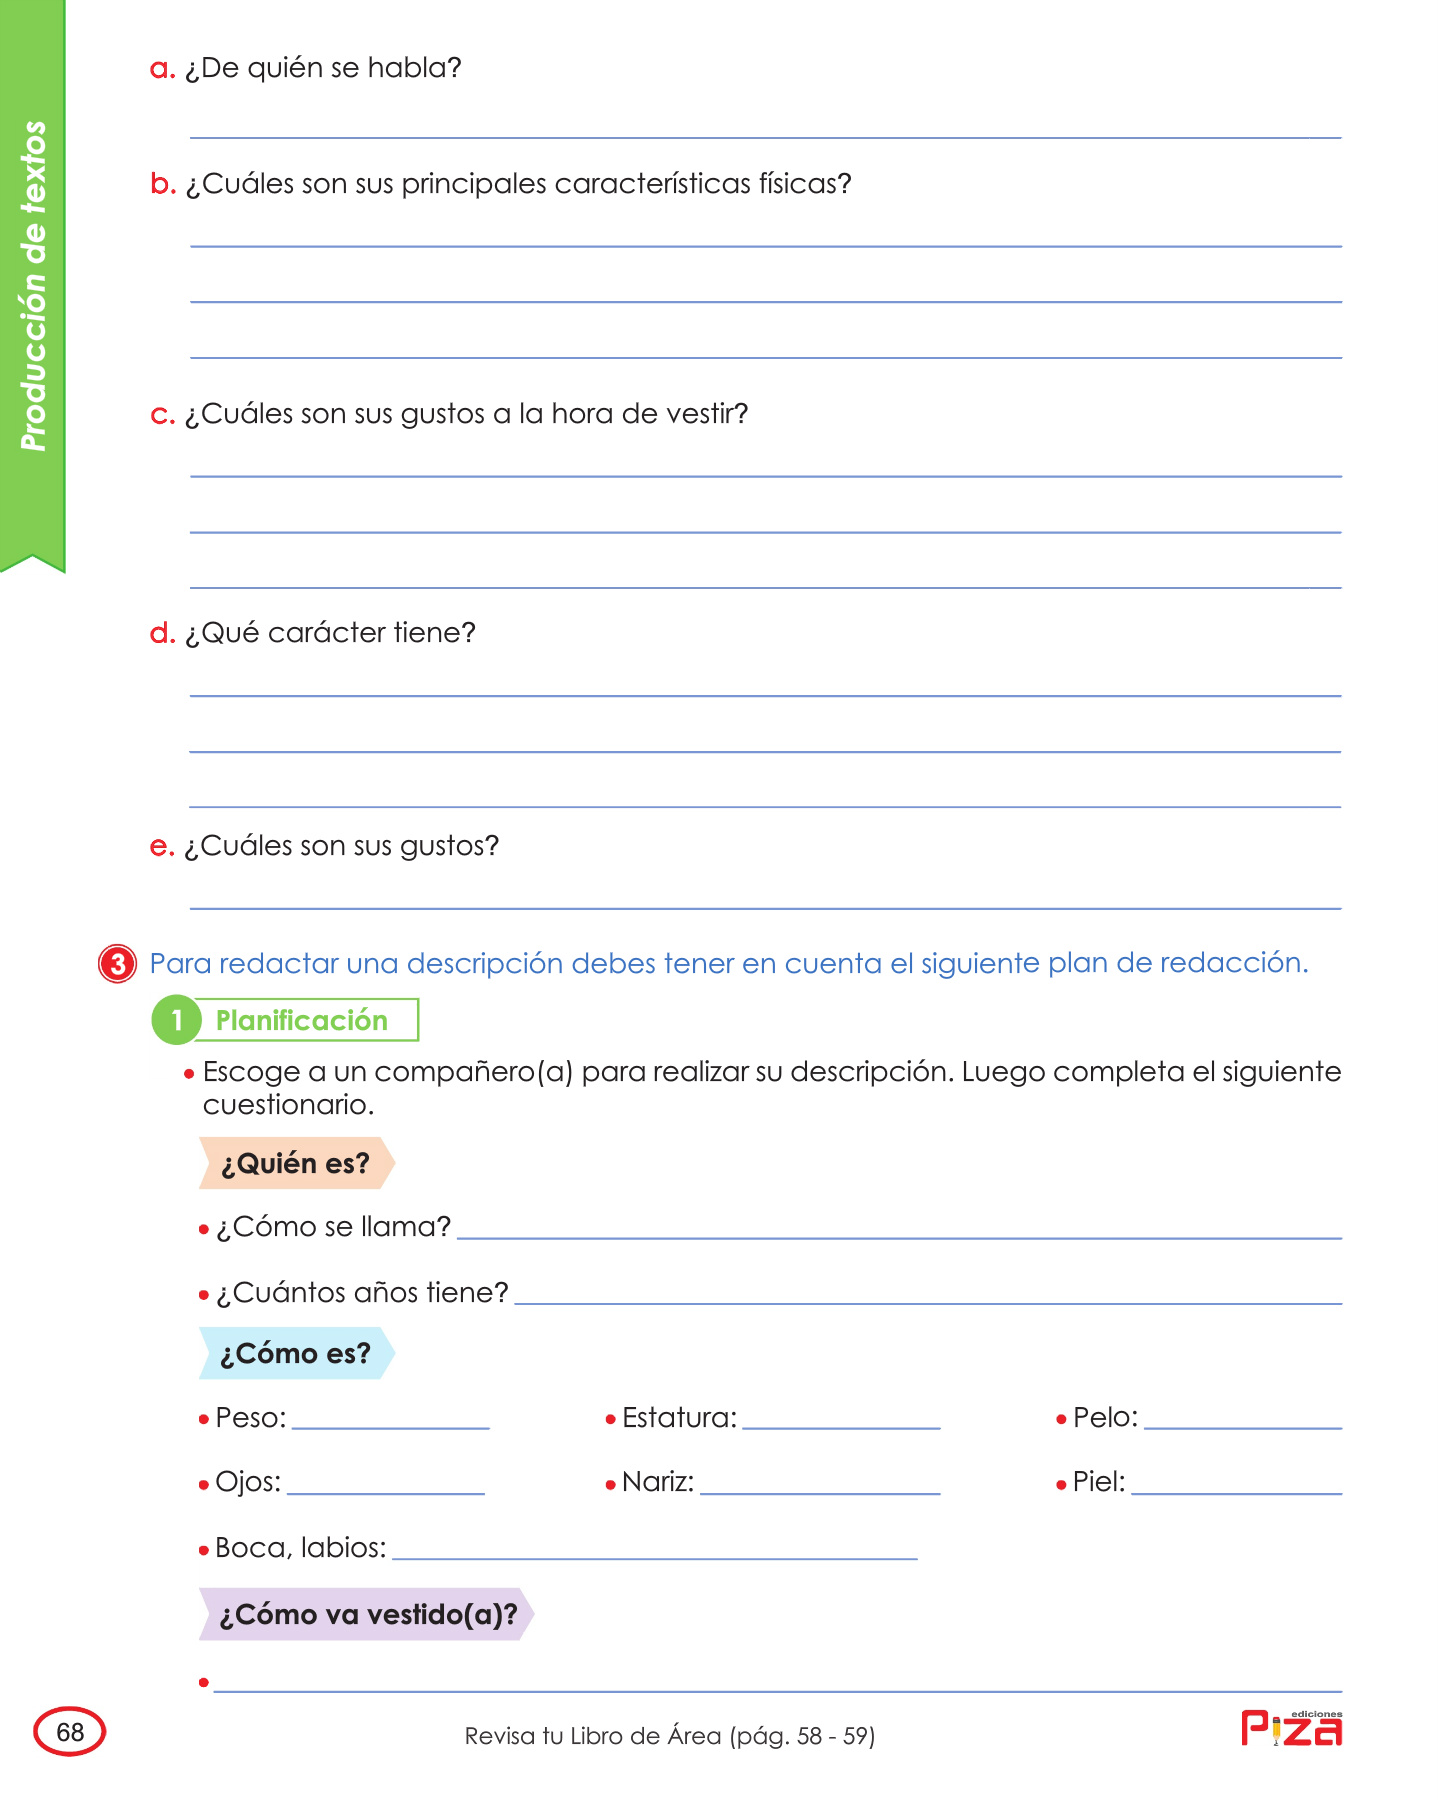 Producción de textos
a. ¿De quién se habla?
b. ¿Cuáles son sus principales características físicas?
c. ¿Cuáles son sus gustos a la hora de vestir?
d. ¿Qué carácter tiene?
e. ¿Cuáles son sus gustos?
3 Para redactar una descripción debes tener en cuenta el siguiente plan de redacción.
1 Planificación
• Escoge a un compañero(a) para realizar su descripción. Luego completa el siguiente
cuestionario.
¿Quién es?
• ¿Cómo se llama?
• ¿Cuántos años tiene?
¿Cómo es?
• Peso: • Estatura: • Pelo:
• Ojos: • Nariz: • Piel:
• Boca, labios:
¿Cómo va vestido(a)?
•
68 Revisa tu Libro de Área (pág. 58 - 59) ediciones Piza